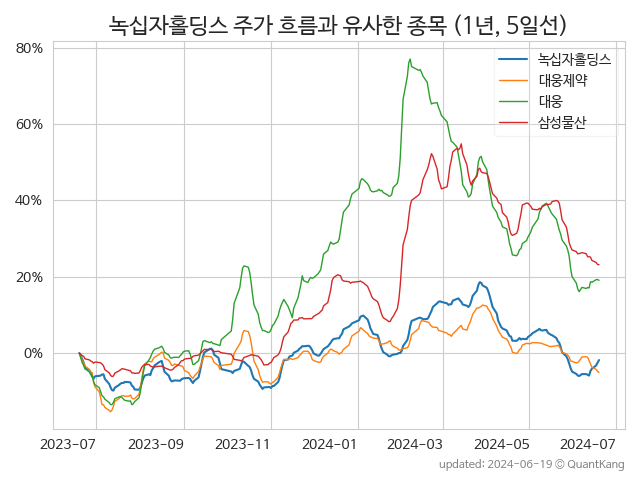 녹십자홀딩스 주가 흐름과 유사한 종목 (1년, 5일선)
80%
60%
40%
20%
0%
녹십자홀딩스
대웅제약
대웅
삼성물산
2023-07 2023-09 2023-11 2024-01 2024-03 2024-05 2024-07
updated: 2024-06-19 © QuantKang